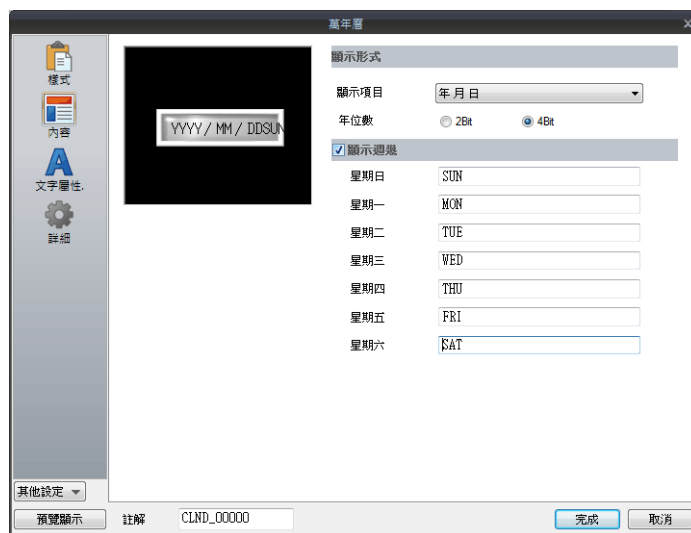 萬年曆
樣式
內容
文字屬性.
詳細
YYYY / MM / DDSUN
顯示形式
顯示項目 年月日
年位數 2Bit 4Bit
顯示週幾
星期日 SUN
星期一 MON
星期二 TUE
星期三 WED
星期四 THU
星期五 FRI
星期六 SAT
其他設定
預覽顯示 註解 CLND_00000 完成 取消